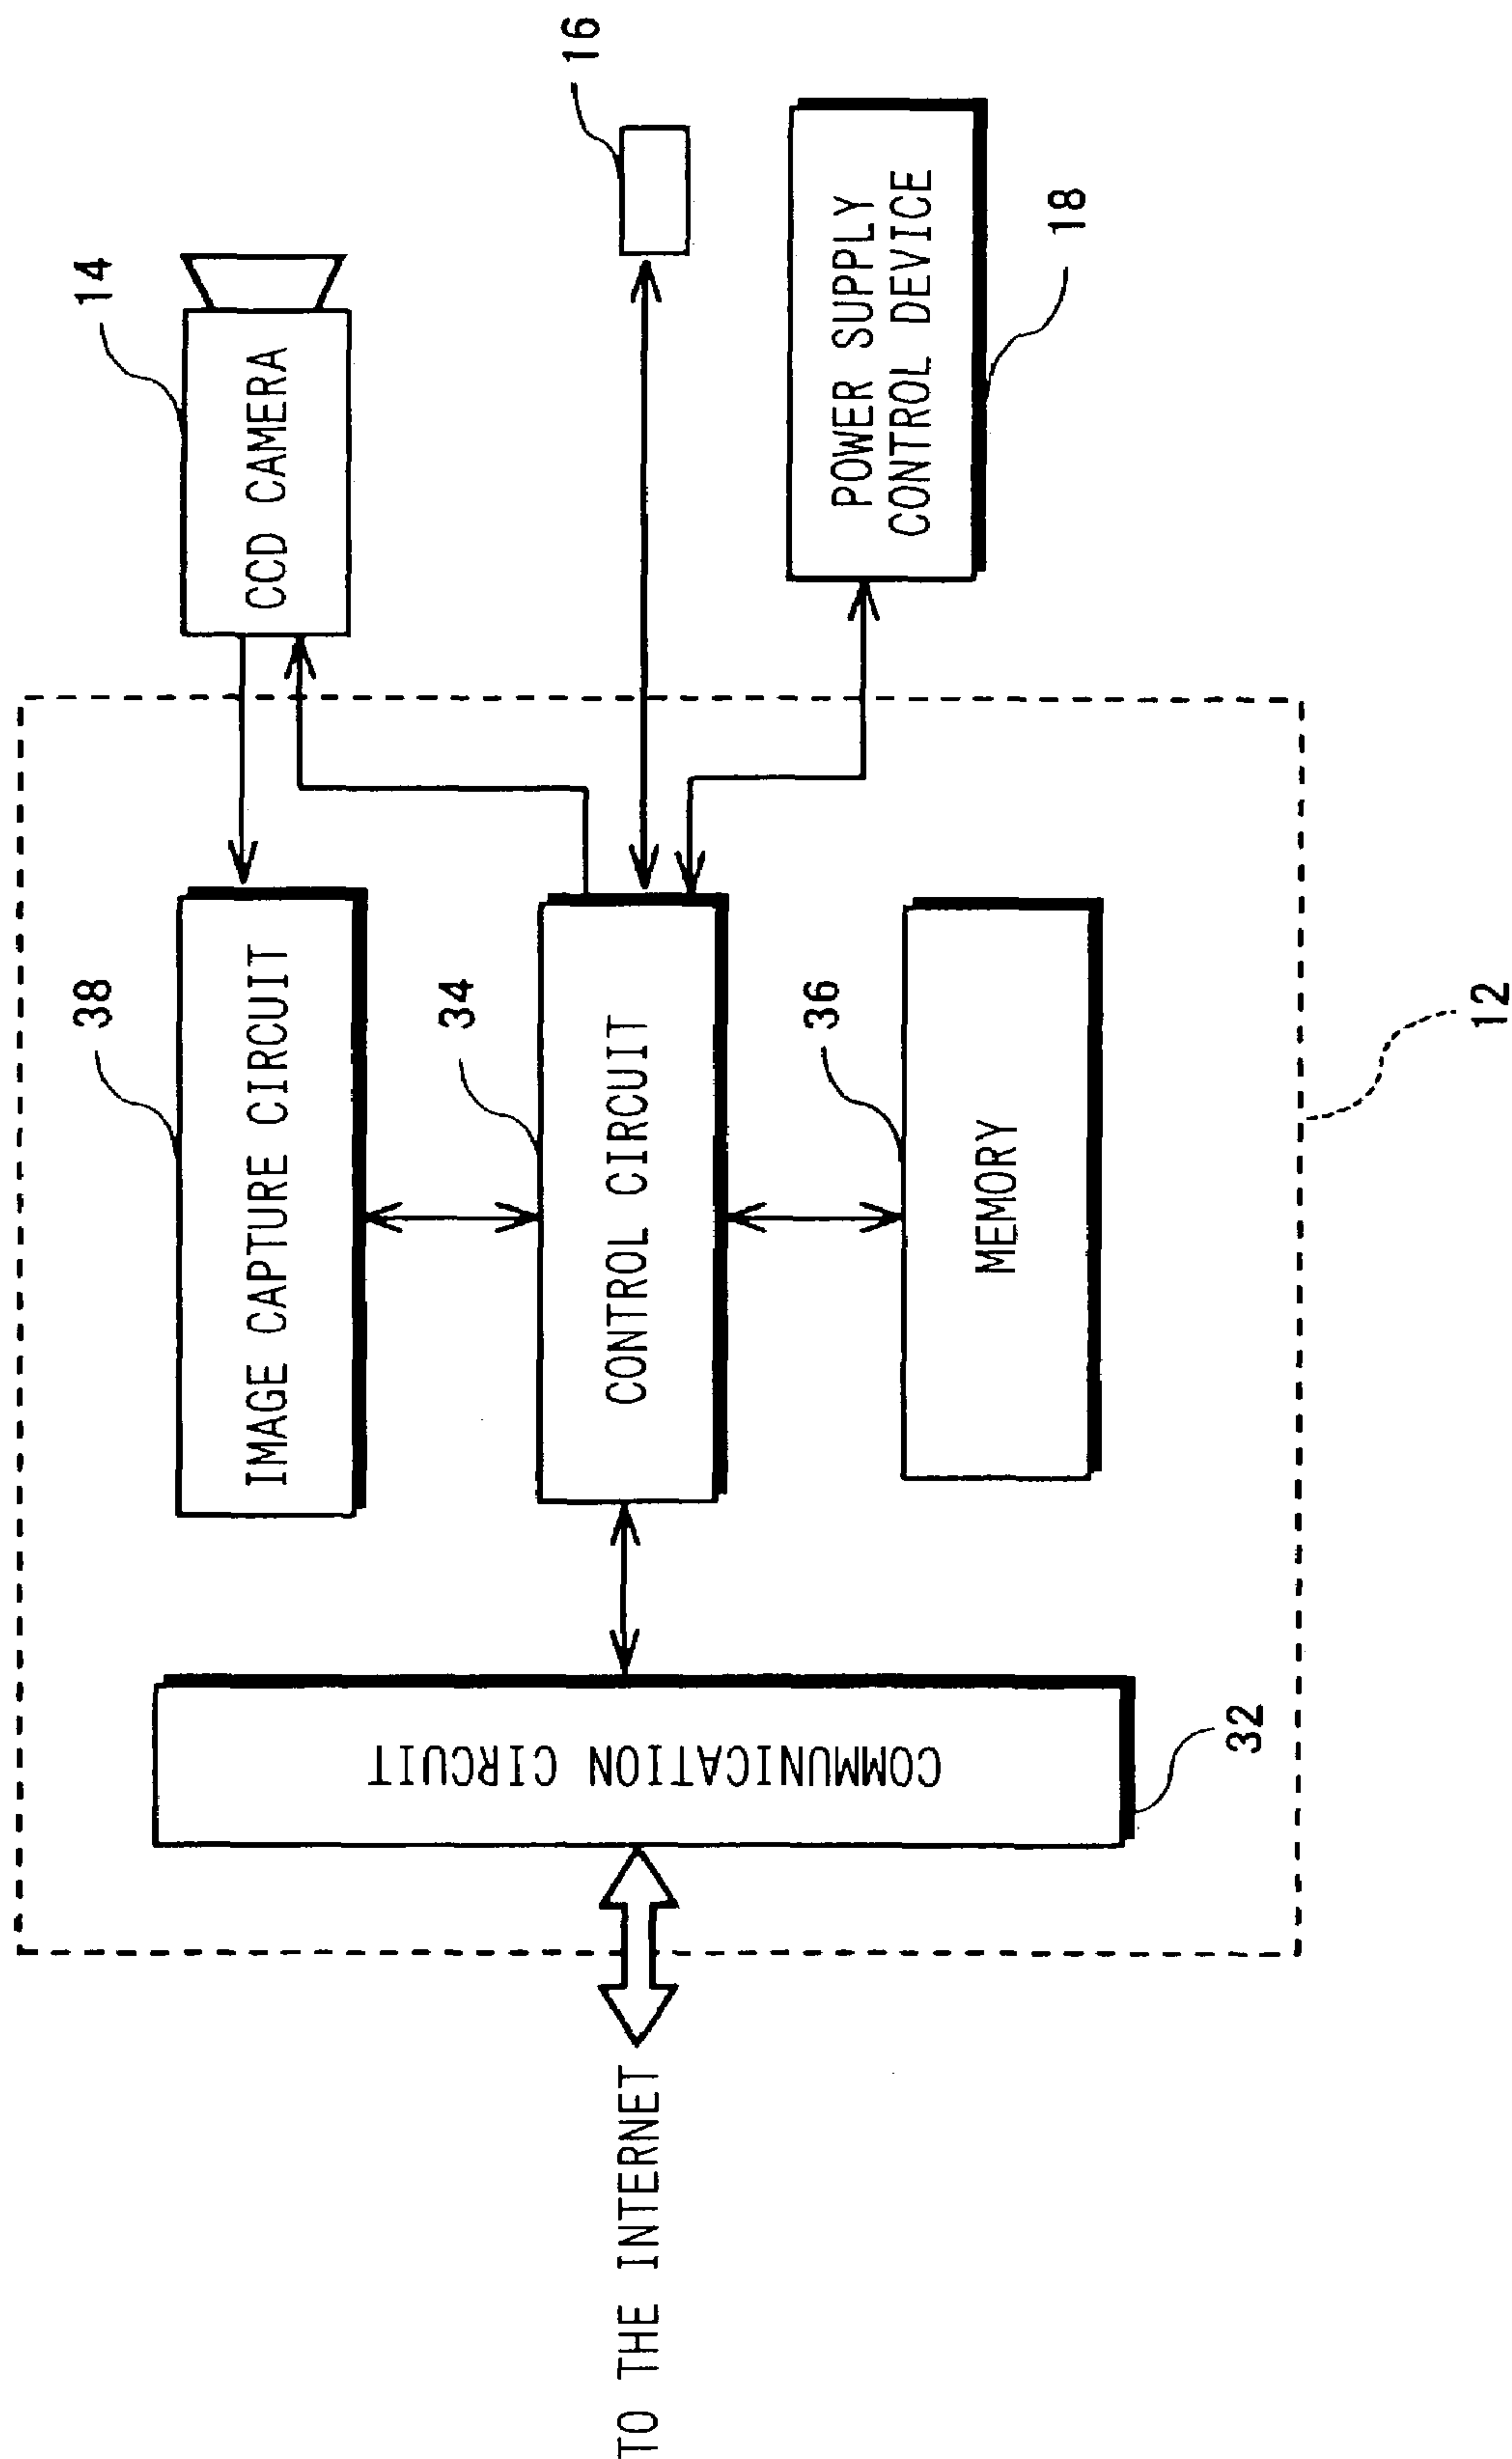 14
CCD CAMERA
16
POWER SUPPLY
CONTROL DEVICE
18
38
IMAGE CAPTURE CIRCUIT
34
CONTROL CIRCUIT
36
MEMORY
12
COMMUNICATION CIRCUIT
32
TO THE INTERNET